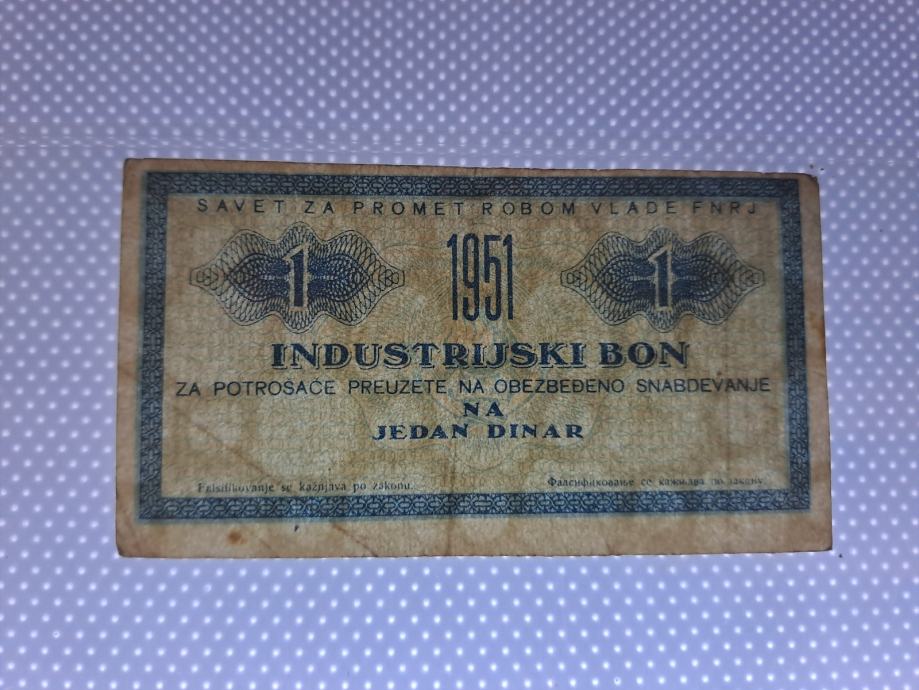 SAVET ZA PROMET ROBOM VLADE FNRJ
1 1951 1
INDUSTRIJSKI BON
ZA POTROŠAČE PREUZETE NA OBEZBEĐENO SNABDEVANJE
NA
JEDAN DINAR
Falsifikovanje se kažnjava po zakonu. Фалсификовање се кажњава по закону.